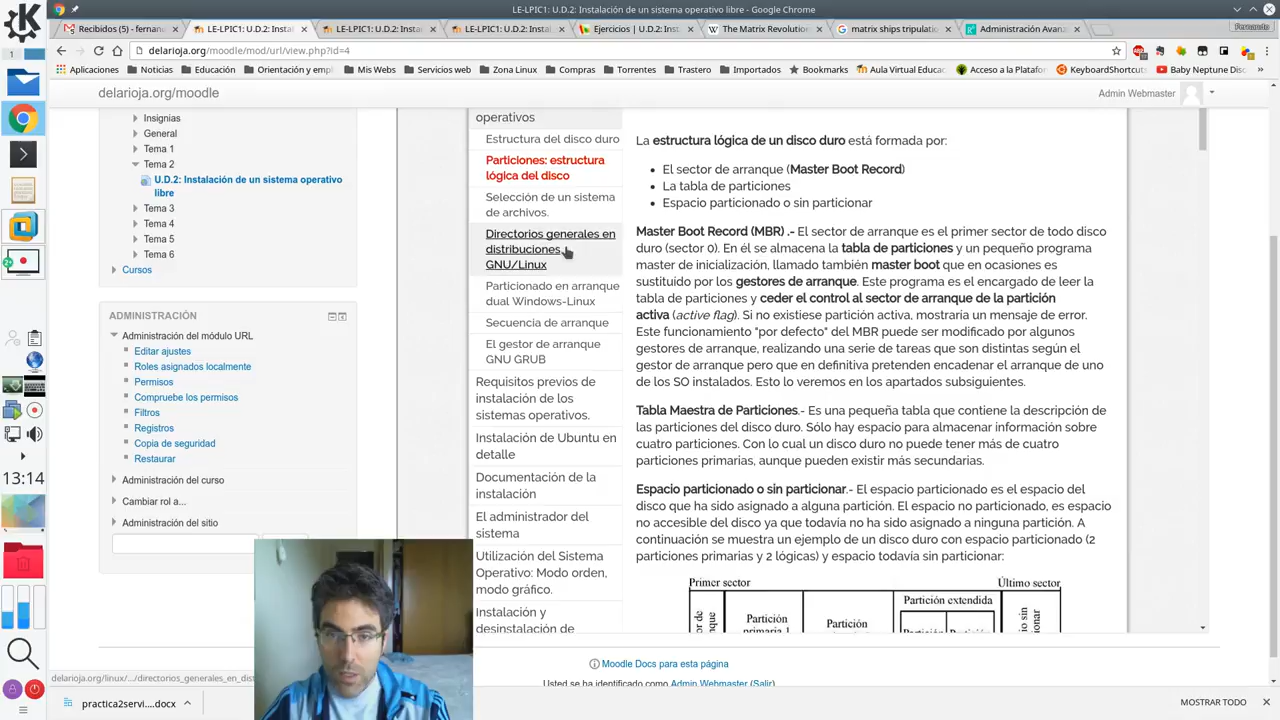 LE-LPIC1: U.D.2: Instalación de un sistema operativo libre - Google Chrome
Recibidos (5) - fernan
LE-LPIC1: U.D.2: Insta
LE-LPIC1: U.D.2: Insta
LE-LPIC1: U.D.2: Insta
Ejercicios | U.D.2: Inst
The Matrix Revolution
matrix ships tripulatio
Administración Avanz
Fernando
delarioja.org/moodle/mod/url/view.php?id=4
Aplicaciones
Noticias
Educación
Orientación y empl
Mis Webs
Servicios web
Zona Linux
Compras
Torrentes
Trastero
Importados
Bookmarks
Aula Virtual Educac
Acceso a la Platafor
KeyboardShortcuts
Baby Neptune Disc
delarioja.org/moodle
Admin Webmaster
1
Insignias
General
Tema 1
Tema 2
U.D.2: Instalación de un sistema operativo
libre
Tema 3
Tema 4
Tema 5
Tema 6
Cursos
ADMINISTRACIÓN
Administración del módulo URL
Editar ajustes
Roles asignados localmente
Permisos
Compruebe los permisos
Filtros
Registros
Copia de seguridad
Restaurar
Administración del curso
Cambiar rol a...
Administración del sitio
operativos
Estructura del disco duro
Particiones: estructura
lógica del disco
Selección de un sistema
de archivos.
Directorios generales en
distribuciones
GNU/Linux
Particionado en arranque
dual Windows-Linux
Secuencia de arranque
El gestor de arranque
GNU GRUB
Requisitos previos de
instalación de los
sistemas operativos.
Instalación de Ubuntu en
detalle
Documentación de la
instalación
El administrador del
sistema
Utilización del Sistema
Operativo: Modo orden,
modo gráfico.
Instalación y
desinstalación de
La estructura lógica de un disco duro está formada por:
El sector de arranque (Master Boot Record)
La tabla de particiones
Espacio particionado o sin particionar
Master Boot Record (MBR) .- El sector de arranque es el primer sector de todo disco
duro (sector 0). En él se almacena la tabla de particiones y un pequeño programa
master de inicialización, llamado también master boot que en ocasiones es
sustituído por los gestores de arranque. Este programa es el encargado de leer la
tabla de particiones y ceder el control al sector de arranque de la partición
activa (active flag). Si no existiese partición activa, mostraría un mensaje de error.
Este funcionamiento "por defecto" del MBR puede ser modificado por algunos
gestores de arranque, realizando una serie de tareas que son distintas según el
gestor de arranque pero que en definitiva pretenden encadenar el arranque de uno
de los SO instalados. Esto lo veremos en los apartados subsiguientes.
Tabla Maestra de Particiones.- Es una pequeña tabla que contiene la descripción de
las particiones del disco duro. Sólo hay espacio para almacenar información sobre
cuatro particiones. Con lo cual un disco duro no puede tener más de cuatro
particiones primarias, aunque pueden existir más secundarias.
Espacio particionado o sin particionar.- El espacio particionado es el espacio del
disco que ha sido asignado a alguna partición. El espacio no particionado, es espacio
no accesible del disco ya que todavía no ha sido asignado a ninguna partición. A
continuación se muestra un ejemplo de un disco duro con espacio particionado (2
particiones primarias y 2 lógicas) y espacio todavía sin particionar:
Primer sector
Último sector
Partición extendida
Partición
primaria 1
Partición
Partición
Partición
13:14
Moodle Docs para esta página
Usted se ha identificado como Admin Webmaster (Salir)
delarioja.org/linux/.../directorios_generales_en_dis
practica2servi....docx
MOSTRAR TODO